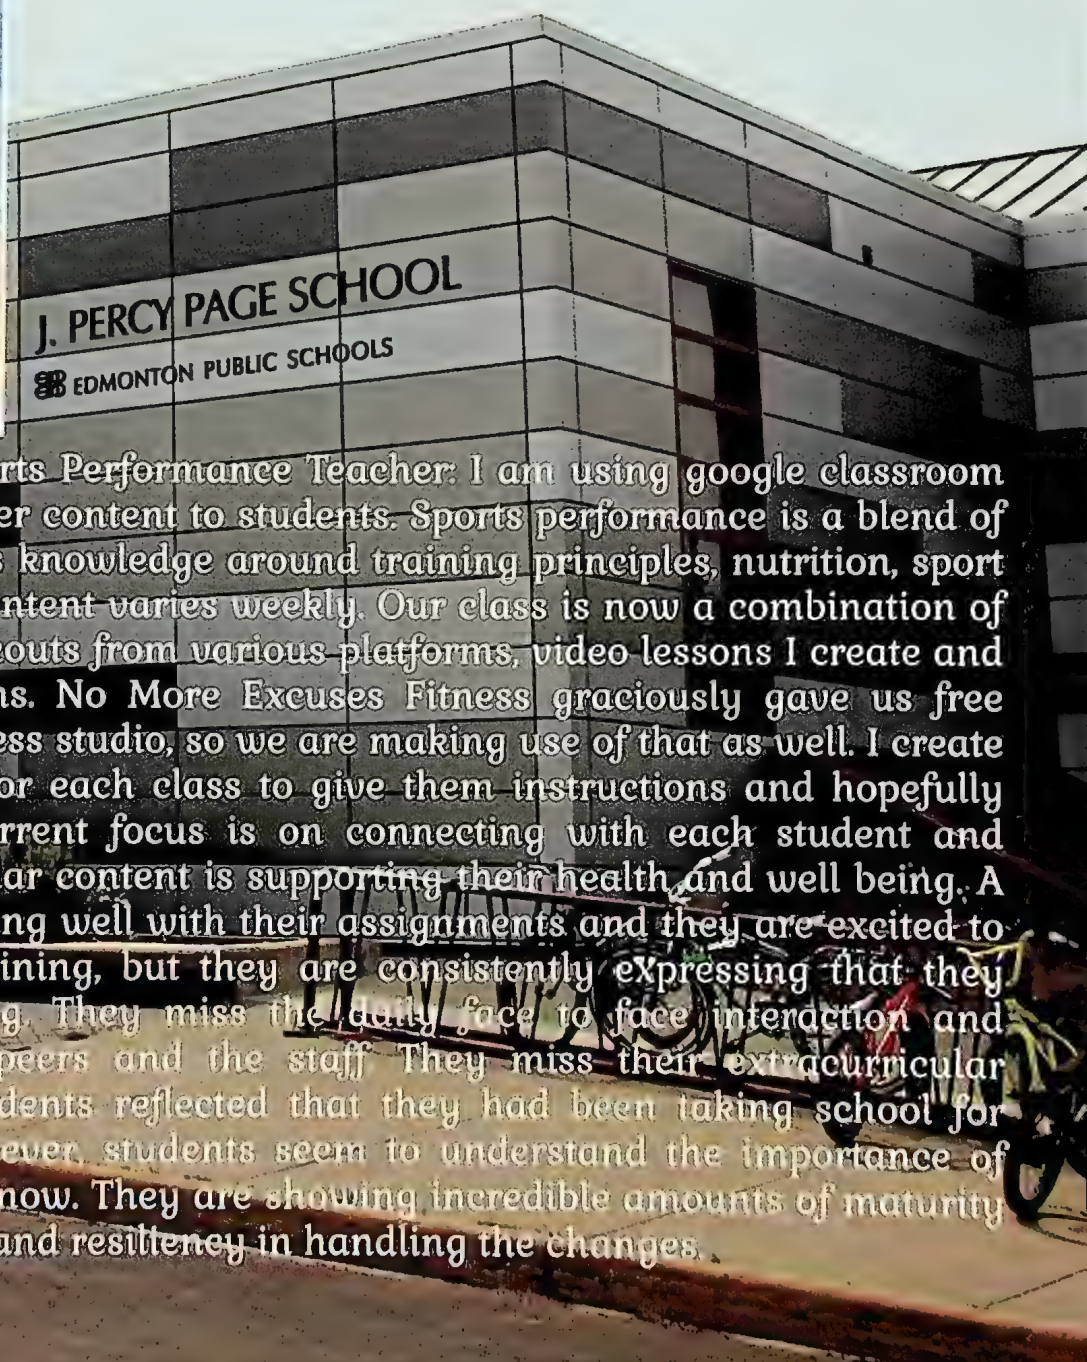 J. PERCY PAGE SCHOOL
EDMONTON PUBLIC SCHOOLS
rts Performance Teacher: I am using google classroom
er content to students. Sports performance is a blend of
s knowledge around training principles, nutrition, sport
ntent varies weekly. Our class is now a combination of
outs from various platforms, video lessons I create and
ns. No More Excuses Fitness graciously gave us free
ess studio, so we are making use of that as well. I create
or each class to give them instructions and hopefully
rrent focus is on connecting with each student and
lar content is supporting their health and well being. A
ng well with their assignments and they are excited to
ining, but they are consistently expressing that they
g. They miss the daily face to face interaction and
peers and the staff. They miss their extracurricular
dents reflected that they had been taking school for
ever, students seem to understand the importance of
now. They are showing incredible amounts of maturity
and resiliency in handling the changes.